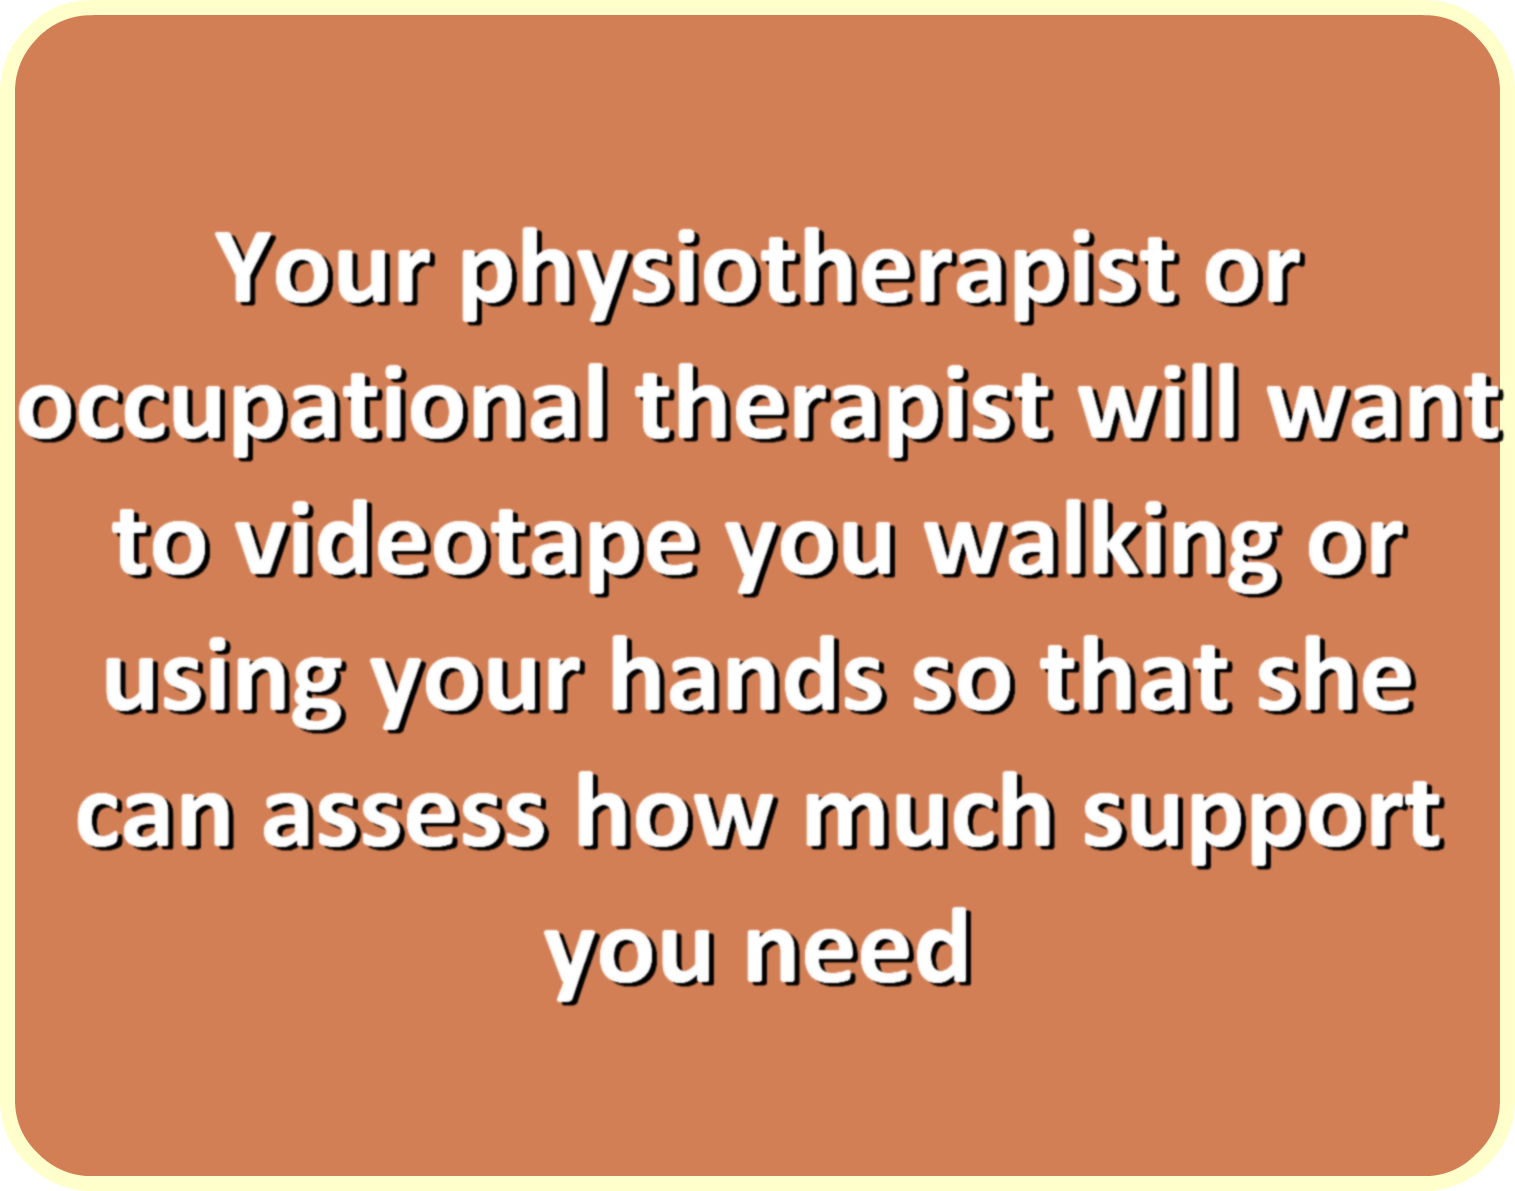 Your physiotherapist or
occupational therapist will want
to videotape you walking or
using your hands so that she
can assess how much support
you need